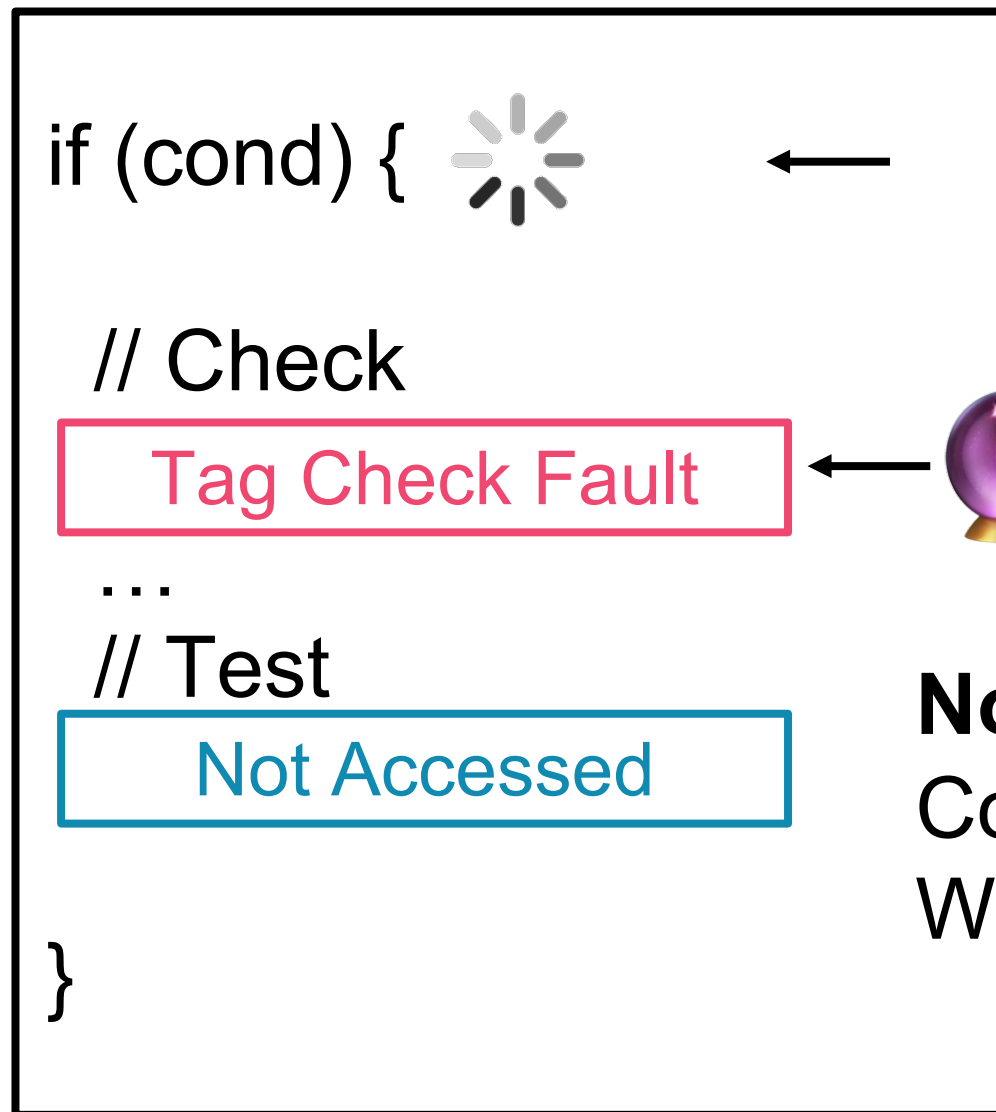 if (cond) {
// Check
Tag Check Fault
…
// Test
Not Accessed
}